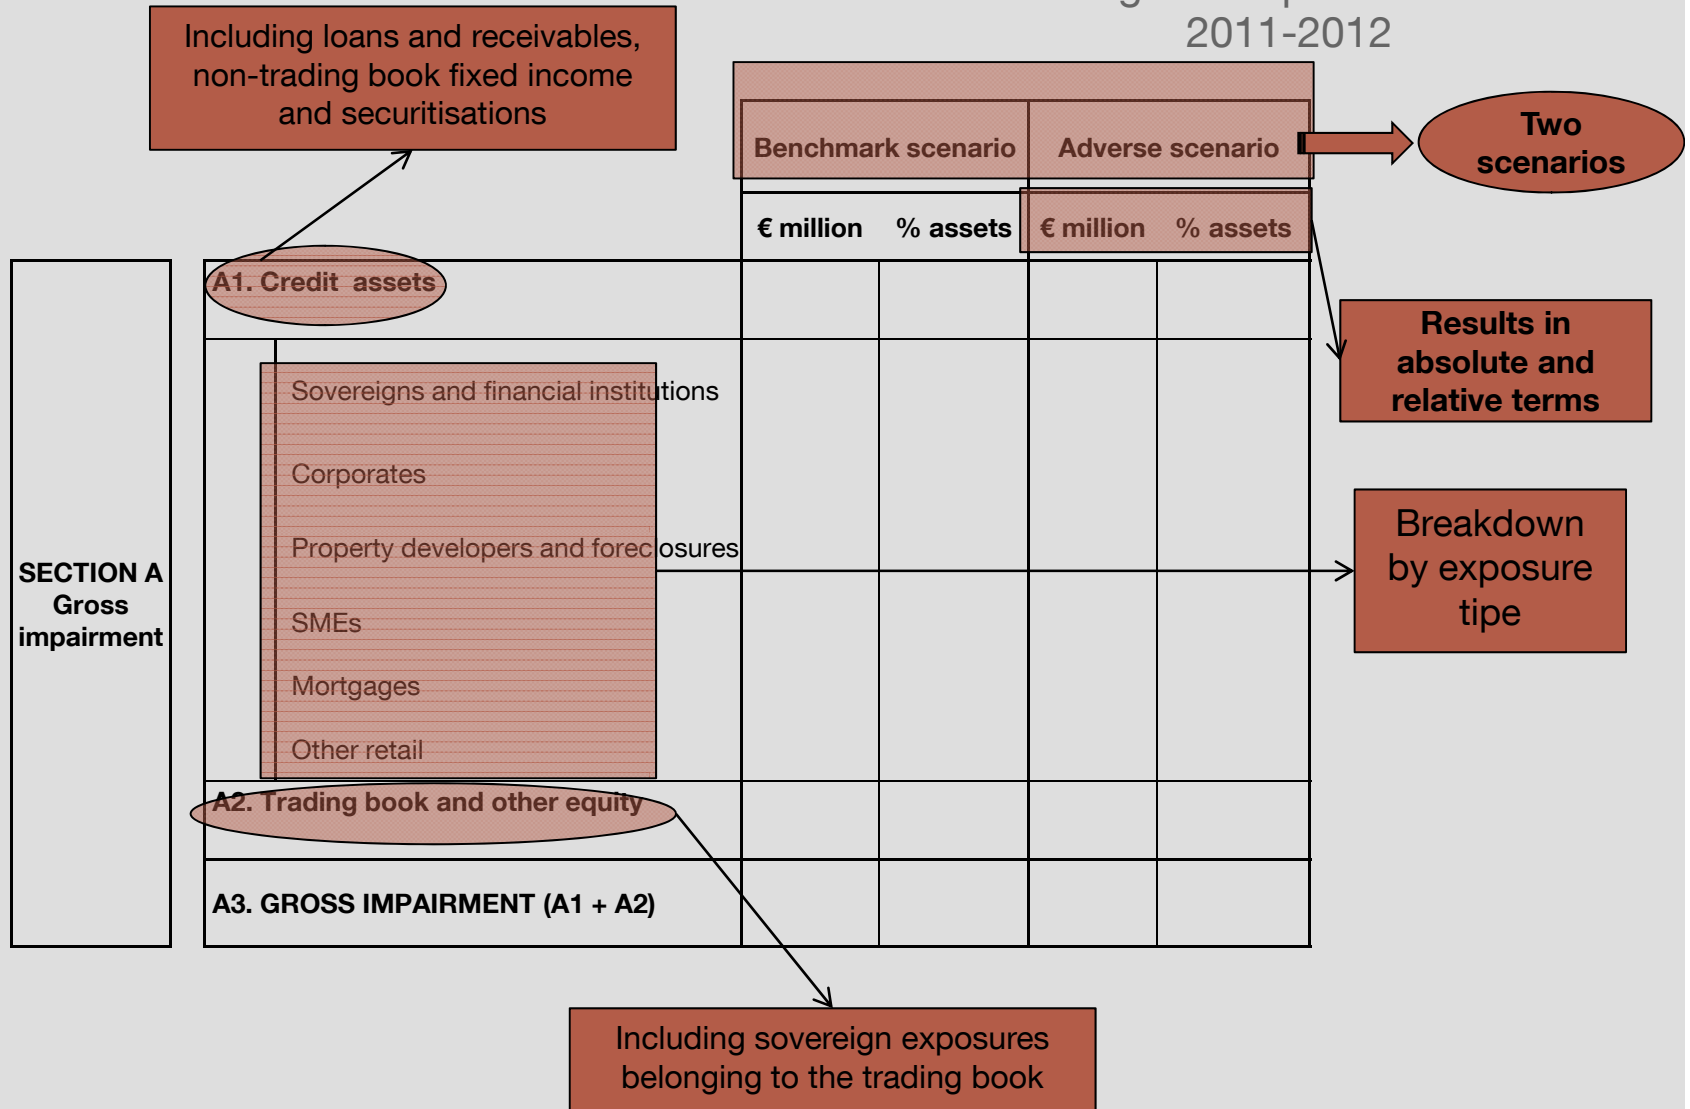 2011-2012
Including loans and receivables,
non-trading book fixed income
and securitisations
Benchmark scenario Adverse scenario
Two
scenarios
€ million % assets € million % assets
A1. Credit assets
Results in
absolute and
relative terms
Sovereigns and financial institutions
Corporates
Property developers and foreclosures
SECTION A
Gross
impairment
Breakdown
by exposure
tipe
SMEs
Mortgages
Other retail
A2. Trading book and other equity
A3. GROSS IMPAIRMENT (A1 + A2)
Including sovereign exposures
belonging to the trading book